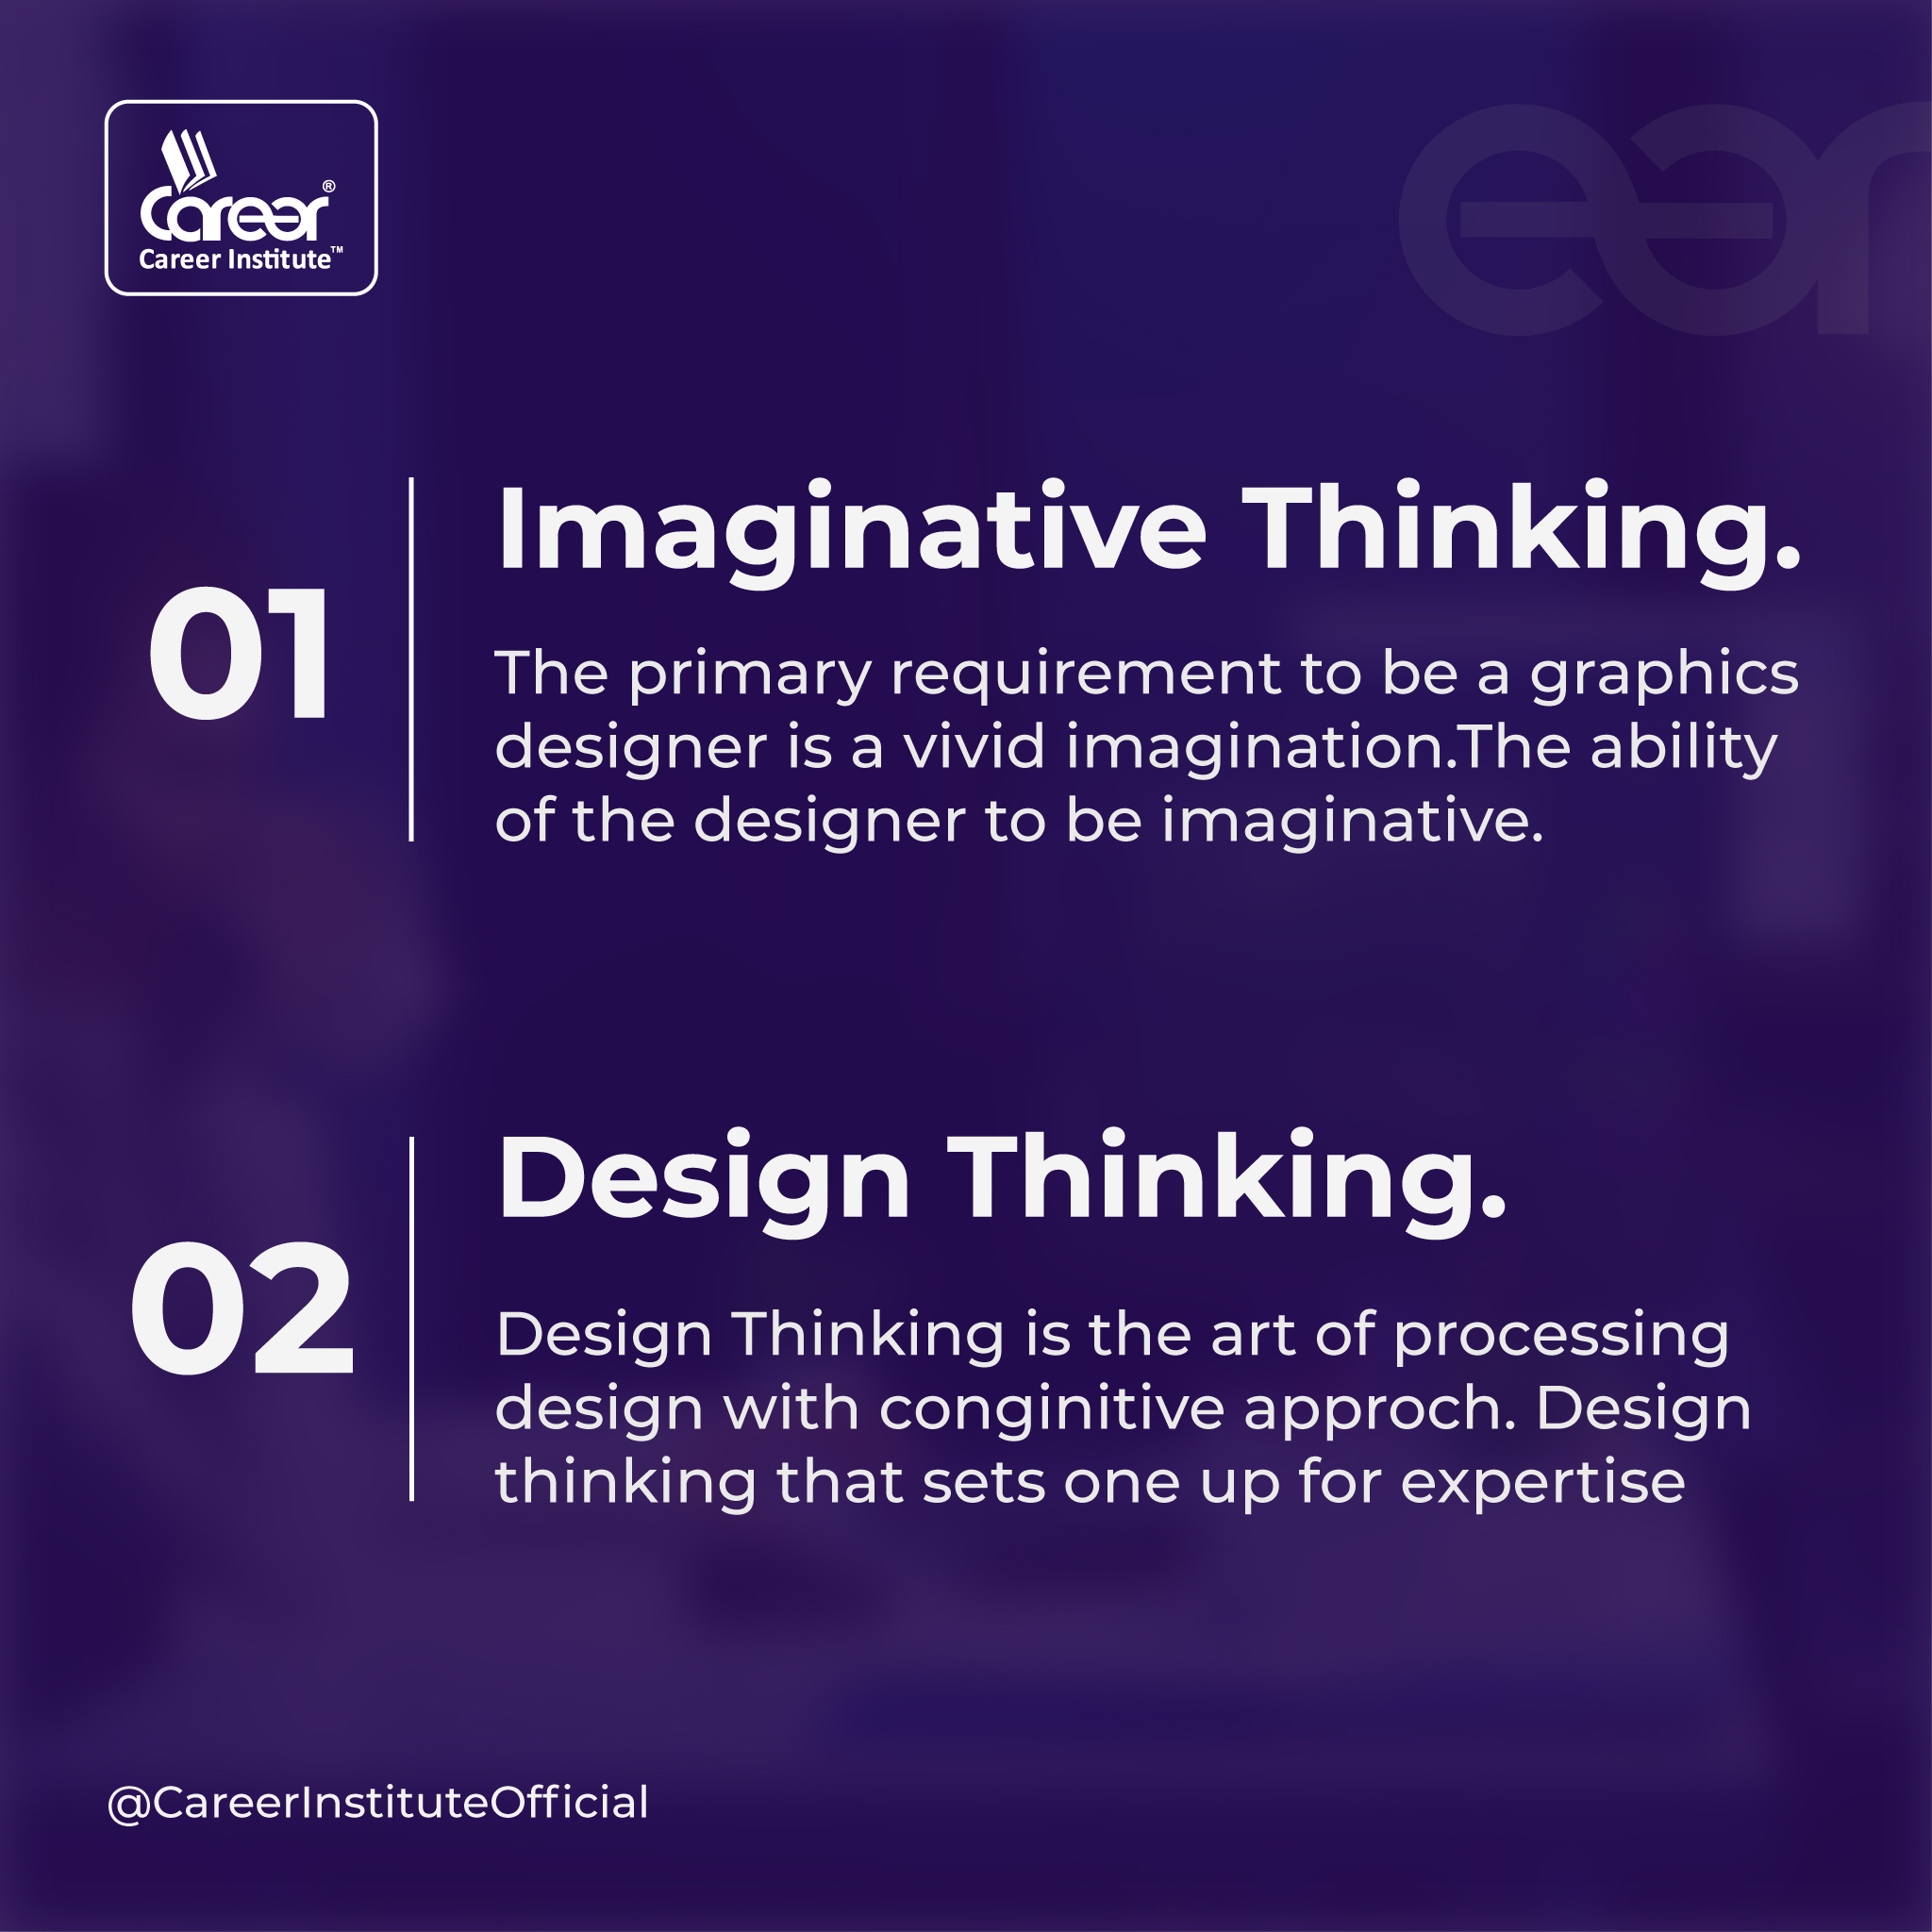 Career®
Career Institute™
eer
01
Imaginative Thinking.
The primary requirement to be a graphics
designer is a vivid imagination.The ability
of the designer to be imaginative.
02
Design Thinking.
Design Thinking is the art of processing
design with conginitive approch. Design
thinking that sets one up for expertise
@CareerInstituteOfficial